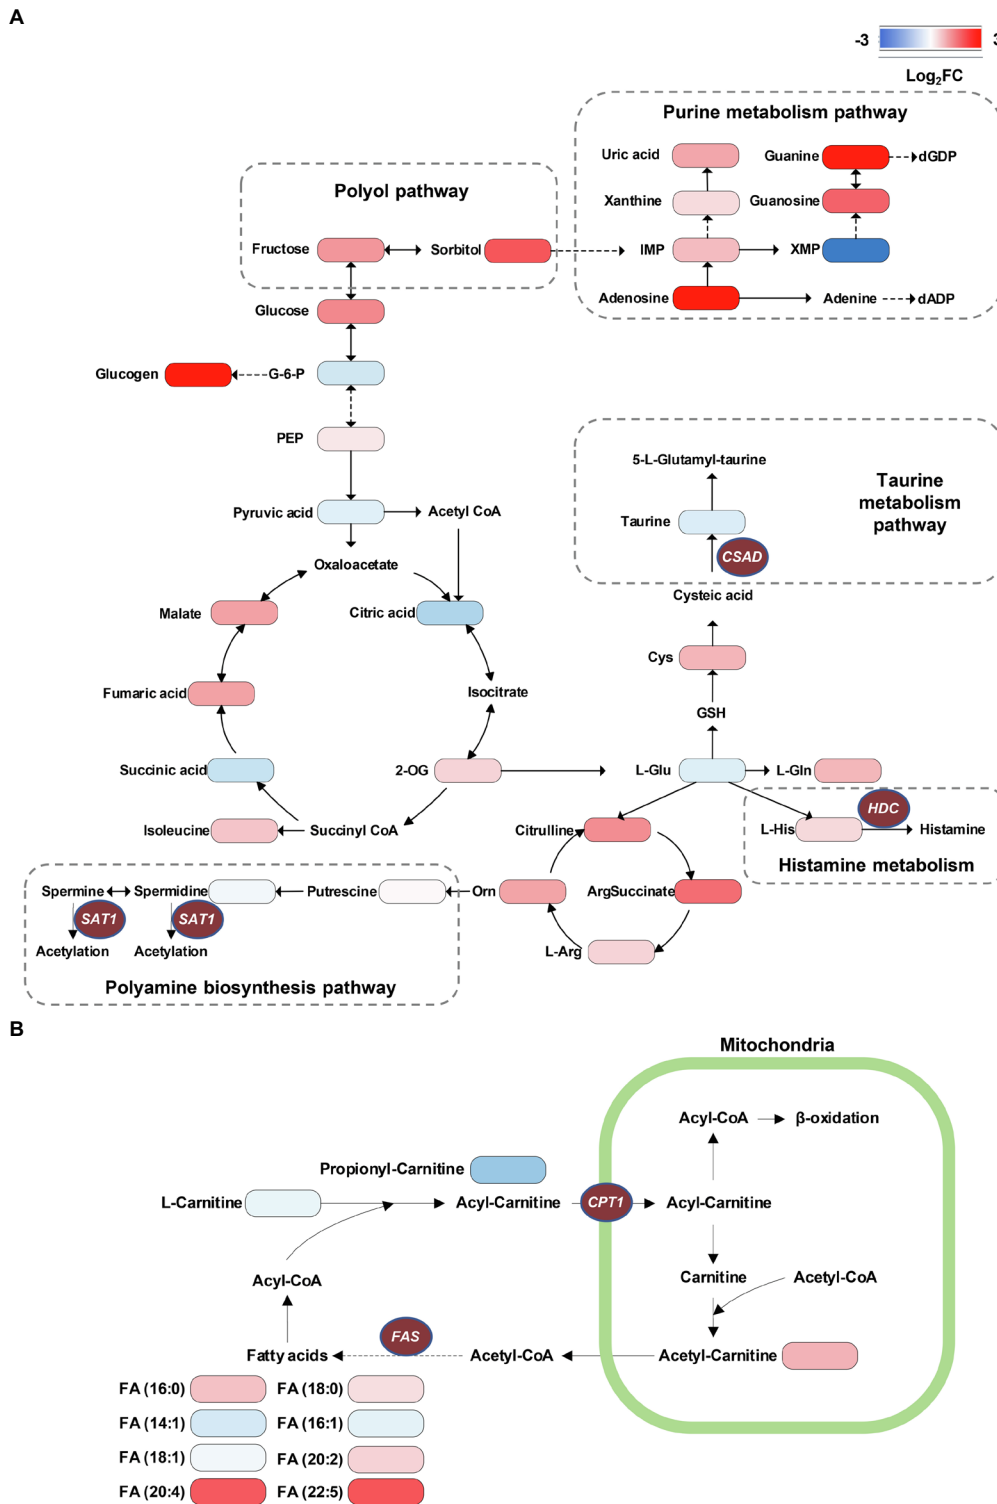 A
-3
3
Log2FC
Purine metabolism pathway
Uric acid
Guanine
dGDP
Polyol pathway
Xanthine
Guanosine
Fructose
Sorbitol
IMP
XMP
Adenosine
Adenine
dADP
Glucose
Glucogen
G-6-P
PEP
5-L-Glutamyl-taurine
Taurine
metabolism
pathway
Pyruvic acid
Acetyl CoA
Taurine
CSAD
Oxaloacetate
Cysteic acid
Malate
Citric acid
Cys
Fumaric acid
Isocitrate
GSH
Succinic acid
2-OG
L-Glu
L-Gln
Isoleucine
Succinyl CoA
Citrulline
L-His
HDC
Histamine
Histamine metabolism
Spermine
Spermidine
Putrescine
Orn
ArgSuccinate
SAT1
SAT1
Acetylation
Acetylation
L-Arg
Polyamine biosynthesis pathway
B
Mitochondria
Acyl-CoA
β-oxidation
Propionyl-Carnitine
L-Carnitine
Acyl-Carnitine
CPT1
Acyl-Carnitine
Acyl-CoA
Carnitine
Acetyl-CoA
FAS
Fatty acids
Acetyl-CoA
Acetyl-Carnitine
FA (16:0)
FA (18:0)
FA (14:1)
FA (16:1)
FA (18:1)
FA (20:2)
FA (20:4)
FA (22:5)